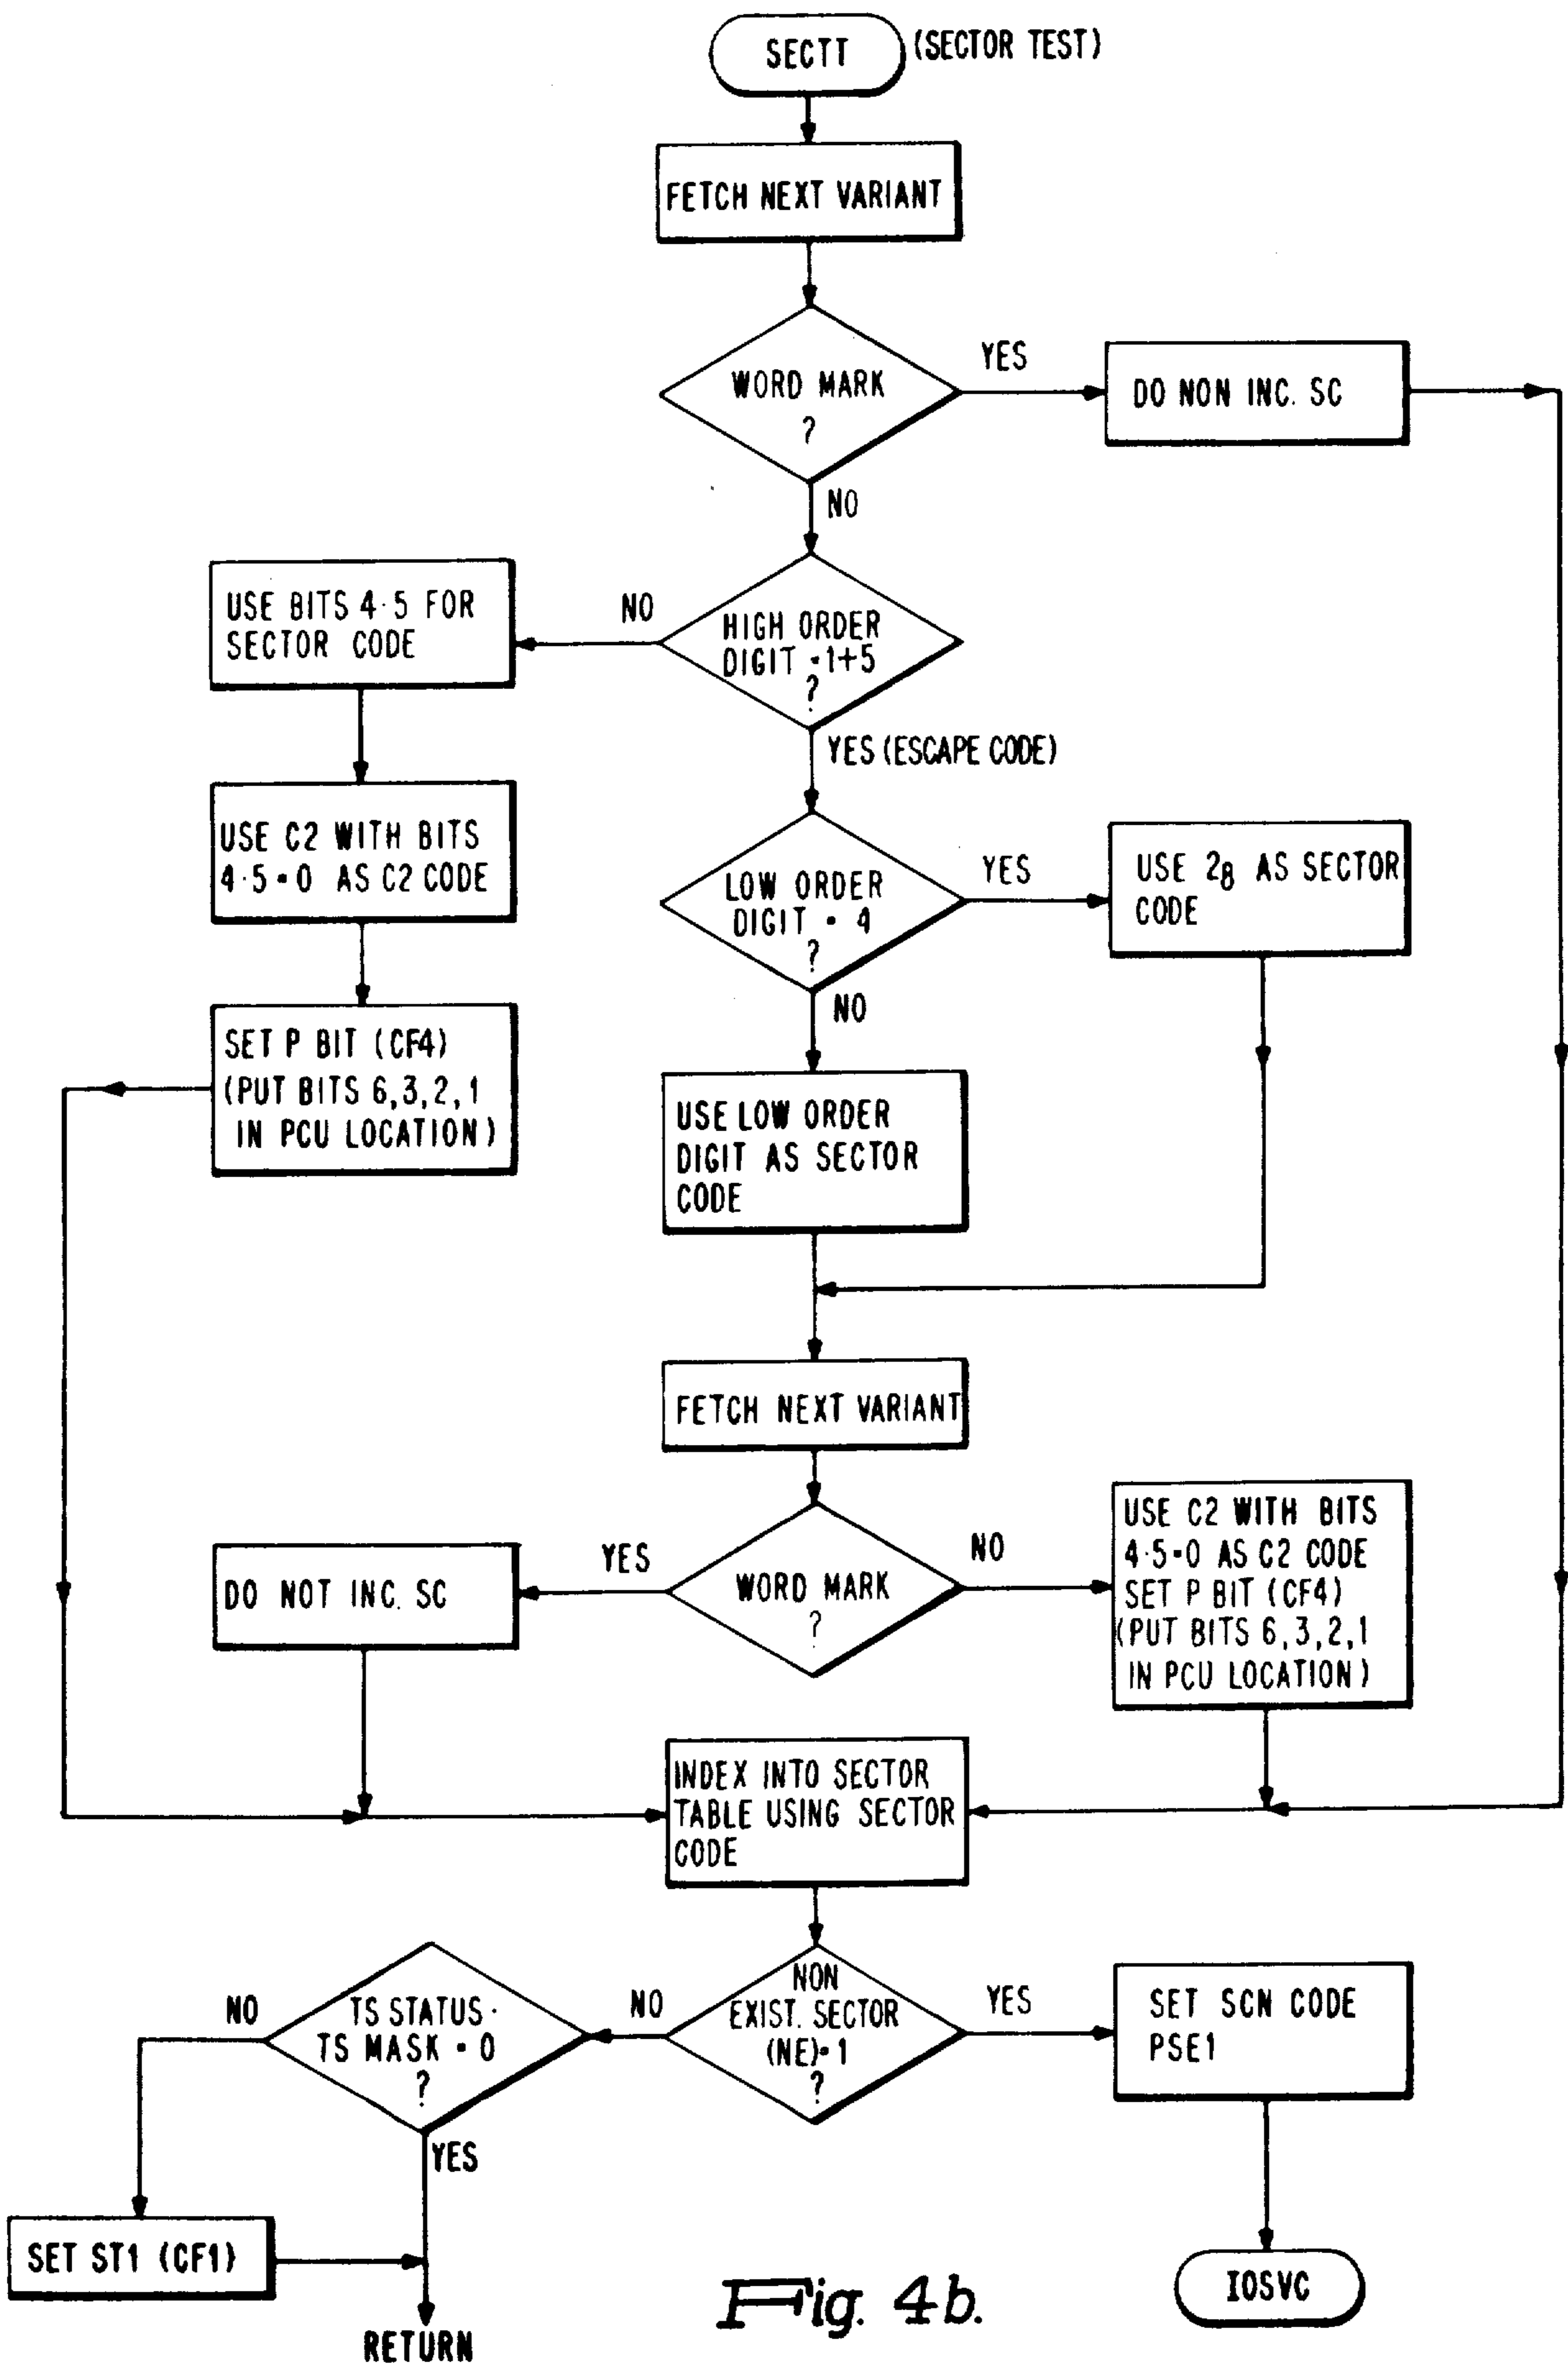 SECTT
(SECTOR TEST)
FETCH NEXT VARIANT
WORD MARK
?
YES
DO NON INC. SC
NO
HIGH ORDER
DIGIT =1+5
?
NO
USE BITS 4·5 FOR
SECTOR CODE
YES (ESCAPE CODE)
USE C2 WITH BITS
4·5=0 AS C2 CODE
LOW ORDER
DIGIT = 4
?
YES
USE 2₈ AS SECTOR
CODE
NO
SET P BIT (CF4)
(PUT BITS 6,3,2,1
IN PCU LOCATION)
USE LOW ORDER
DIGIT AS SECTOR
CODE
FETCH NEXT VARIANT
WORD MARK
?
YES
DO NOT INC. SC
NO
USE C2 WITH BITS
4·5=0 AS C2 CODE
SET P BIT (CF4)
(PUT BITS 6,3,2,1
IN PCU LOCATION)
INDEX INTO SECTOR
TABLE USING SECTOR
CODE
NON
EXIST. SECTOR
(NE)=1
?
YES
SET SCN CODE
PSE1
NO
TS STATUS·
TS MASK = 0
?
NO
YES
SET ST1 (CF1)
RETURN
IOSVC
Fig. 4b.